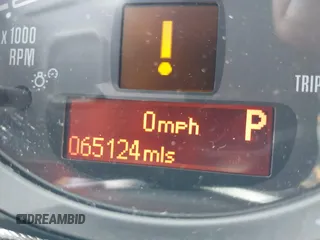 x 1000
RPM
!
TRIP
0mph
P
065124mls
DREAMBID